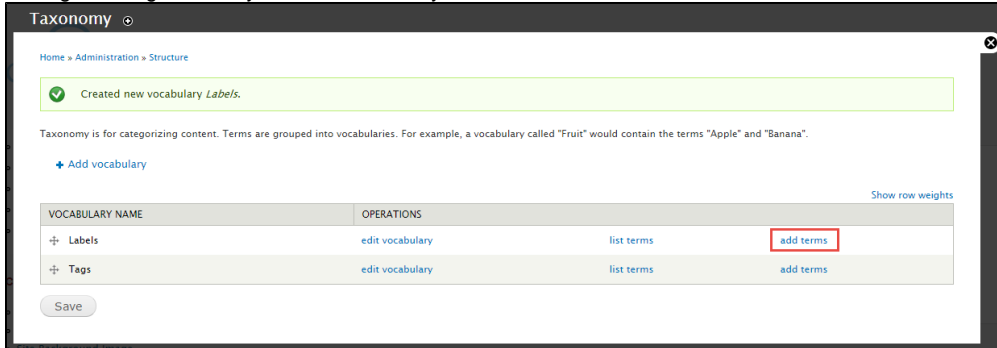 Taxonomy
Home » Administration » Structure
Created new vocabulary Labels.
Taxonomy is for categorizing content. Terms are grouped into vocabularies. For example, a vocabulary called "Fruit" would contain the terms "Apple" and "Banana".
Add vocabulary
Show row weights
VOCABULARY NAME OPERATIONS
Labels edit vocabulary list terms add terms
Tags edit vocabulary list terms add terms
Save